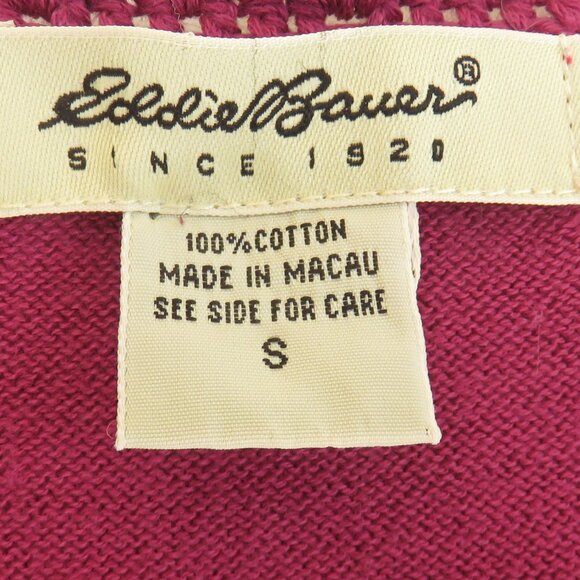 Eddie Bauer®
SINCE 1920
100% COTTON
MADE IN MACAU
SEE SIDE FOR CARE
S